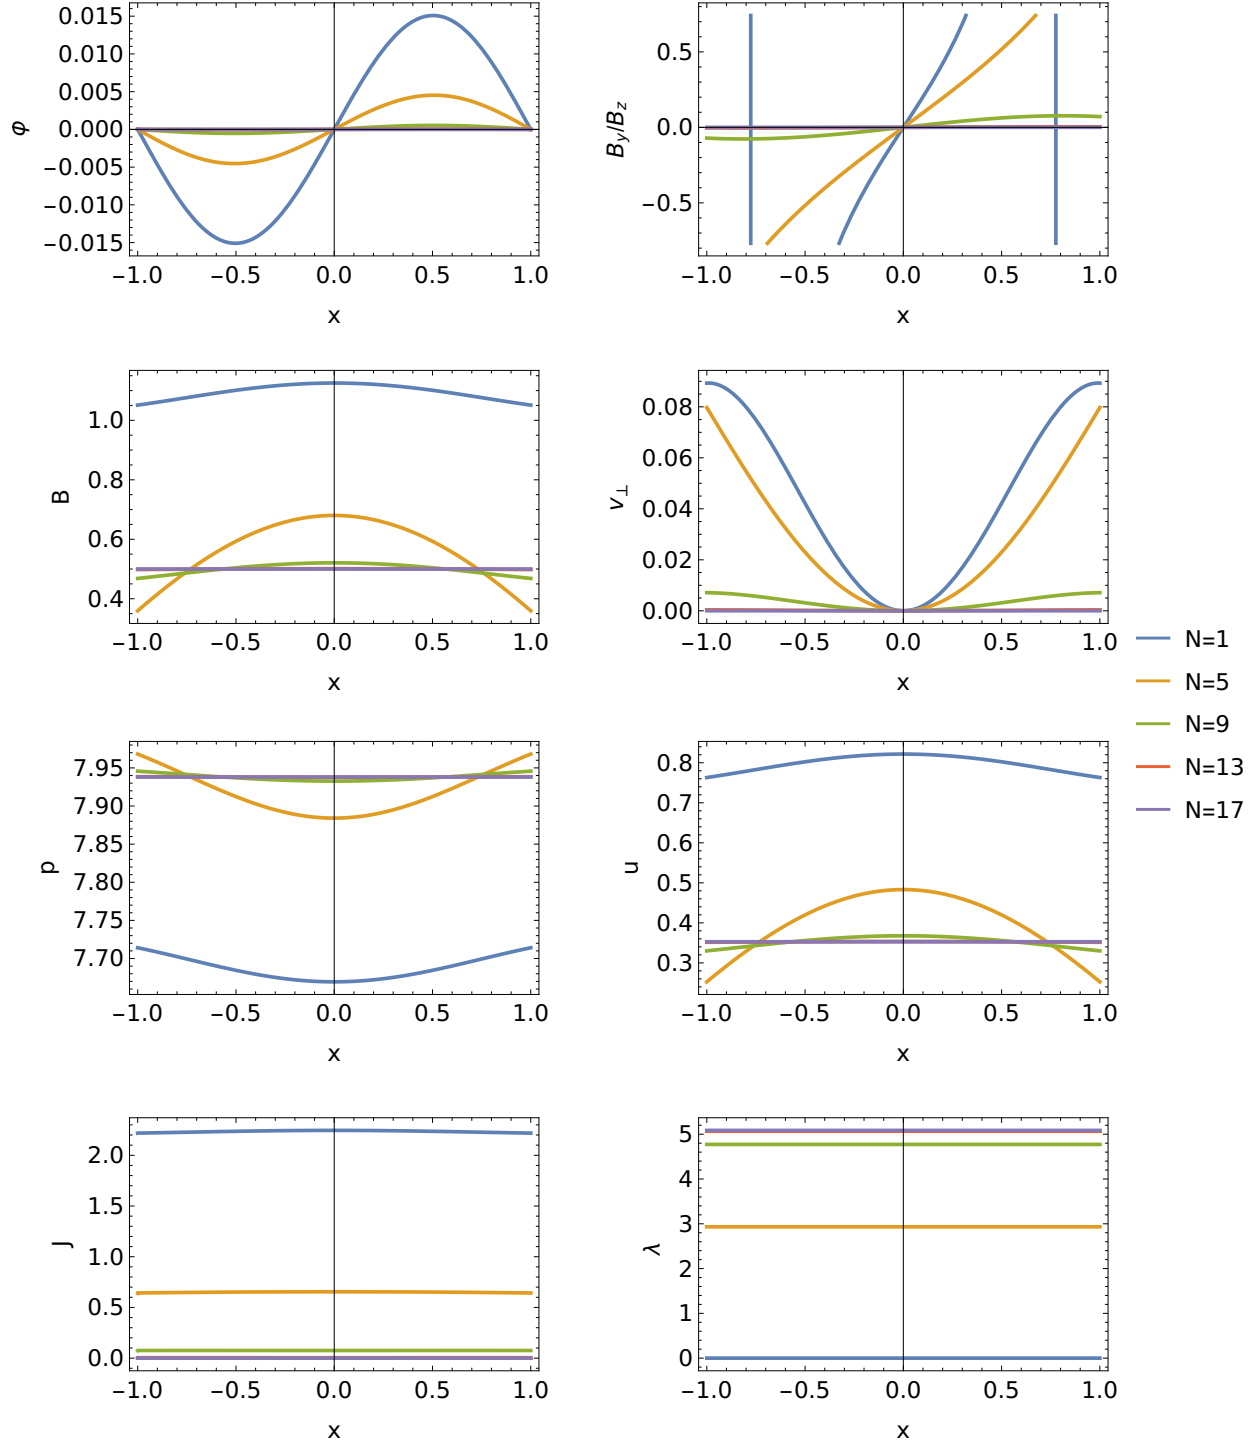 0.015
0.010
0.005
0.000
−0.005
−0.010
−0.015
φ
−1.0 −0.5 0.0 0.5 1.0
x
0.5
0.0
−0.5
B_y/B_z
−1.0 −0.5 0.0 0.5 1.0
x
1.0
0.8
0.6
0.4
B
−1.0 −0.5 0.0 0.5 1.0
x
0.08
0.06
0.04
0.02
0.00
v_⊥
−1.0 −0.5 0.0 0.5 1.0
x
N=1
N=5
N=9
N=13
N=17
7.95
7.90
7.85
7.80
7.75
7.70
p
−1.0 −0.5 0.0 0.5 1.0
x
0.8
0.7
0.6
0.5
0.4
0.3
u
−1.0 −0.5 0.0 0.5 1.0
x
2.0
1.5
1.0
0.5
0.0
J
−1.0 −0.5 0.0 0.5 1.0
x
5
4
3
2
1
0
λ
−1.0 −0.5 0.0 0.5 1.0
x